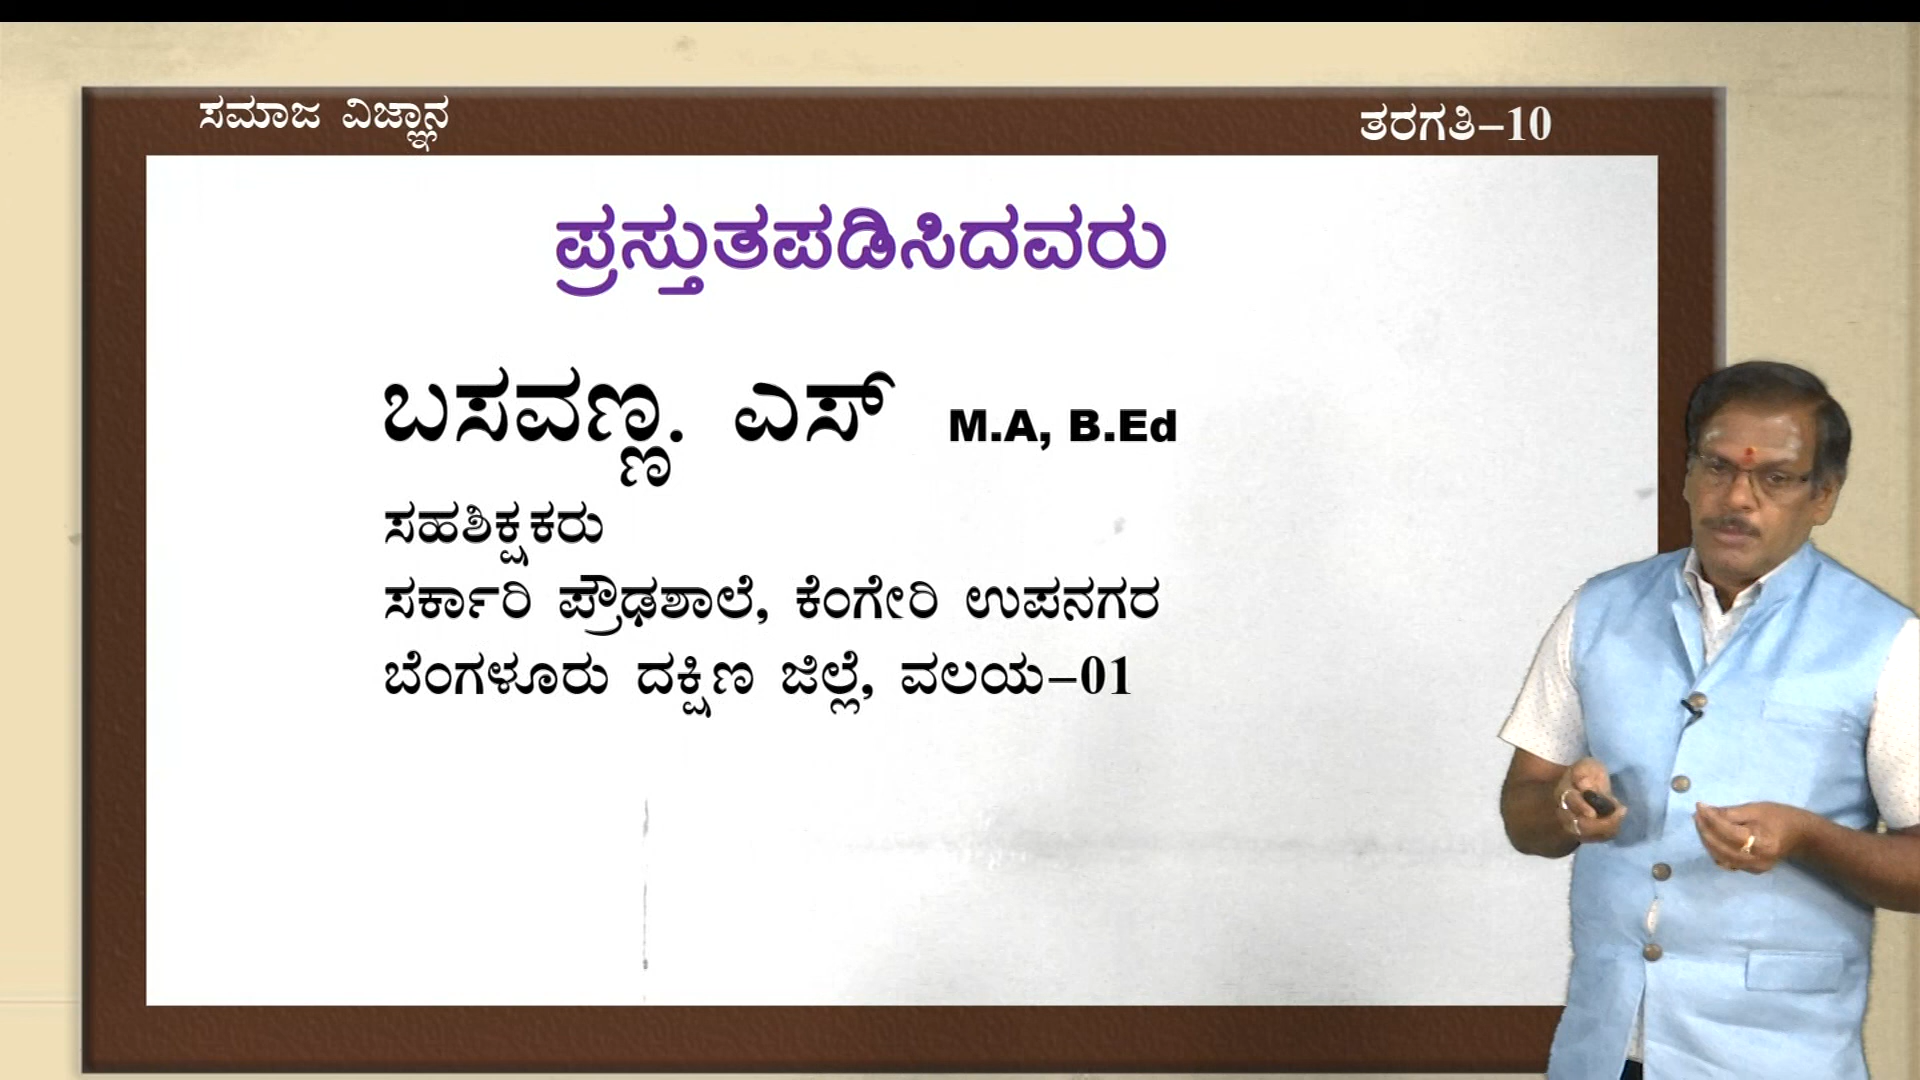 ಸಮಾಜ ವಿಜ್ಞಾನ
ತರಗತಿ–10
ಪ್ರಸ್ತುತಪಡಿಸಿದವರು
ಬಸವಣ್ಣ. ಎಸ್ M.A, B.Ed
ಸಹಶಿಕ್ಷಕರು
ಸರ್ಕಾರಿ ಪ್ರೌಢಶಾಲೆ, ಕೆಂಗೇರಿ ಉಪನಗರ
ಬೆಂಗಳೂರು ದಕ್ಷಿಣ ಜಿಲ್ಲೆ, ವಲಯ–01